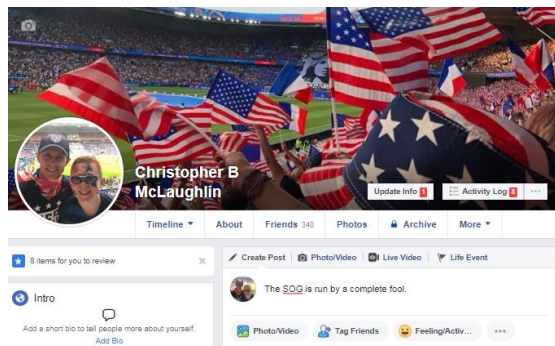 Christopher B
McLaughlin
Update Info 1
Activity Log 8
Timeline
About
Friends 340
Photos
Archive
More
8 items for you to review
Intro
Add a short bio to tell people more about yourself.
Add Bio
Create Post
Photo/Video
Live Video
Life Event
The SOG is run by a complete fool.
Photo/Video
Tag Friends
Feeling/Activ...